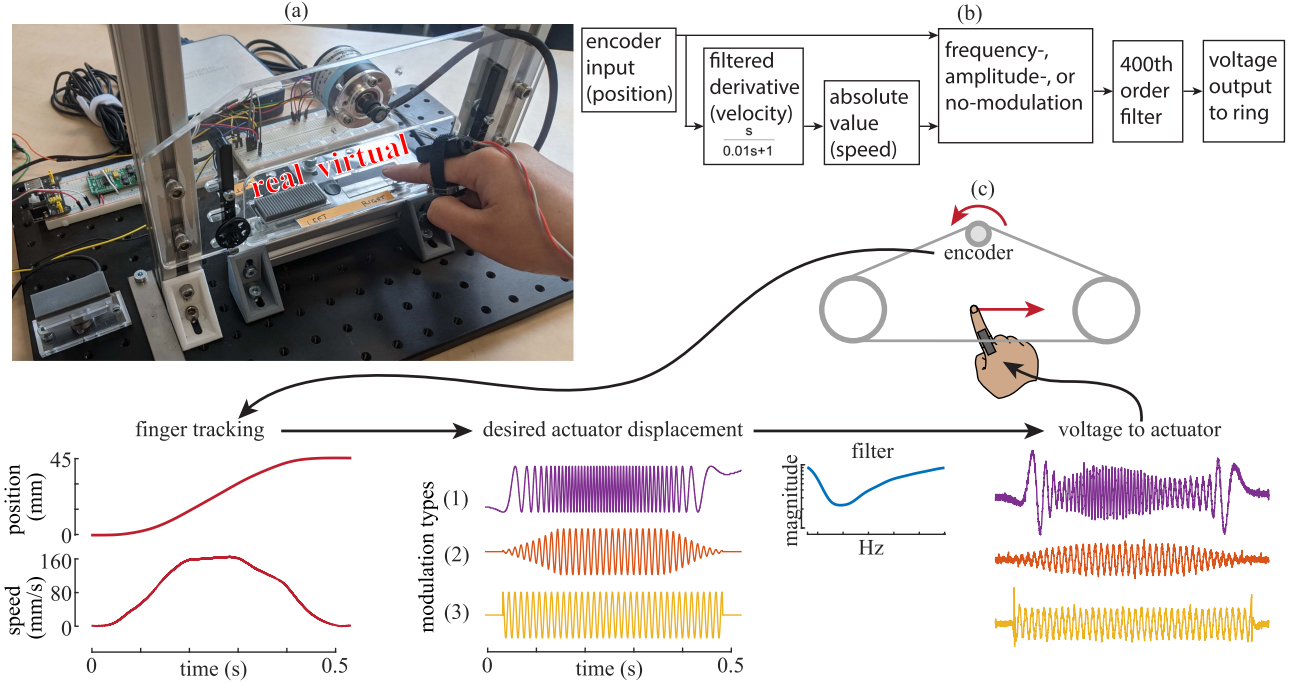 (a)
real virtual
LEFT RIGHT
(b)
encoder
input
(position)
filtered
derivative
(velocity)
s
0.01s+1
absolute
value
(speed)
frequency-,
amplitude-, or
no-modulation
400th
order
filter
voltage
output
to ring
(c)
encoder
finger tracking
desired actuator displacement
voltage to actuator
position
(mm)
45
0
speed
(mm/s)
160
80
0
0
0.5
time (s)
modulation types
(1)
(2)
(3)
0
0.5
time (s)
filter
magnitude
Hz